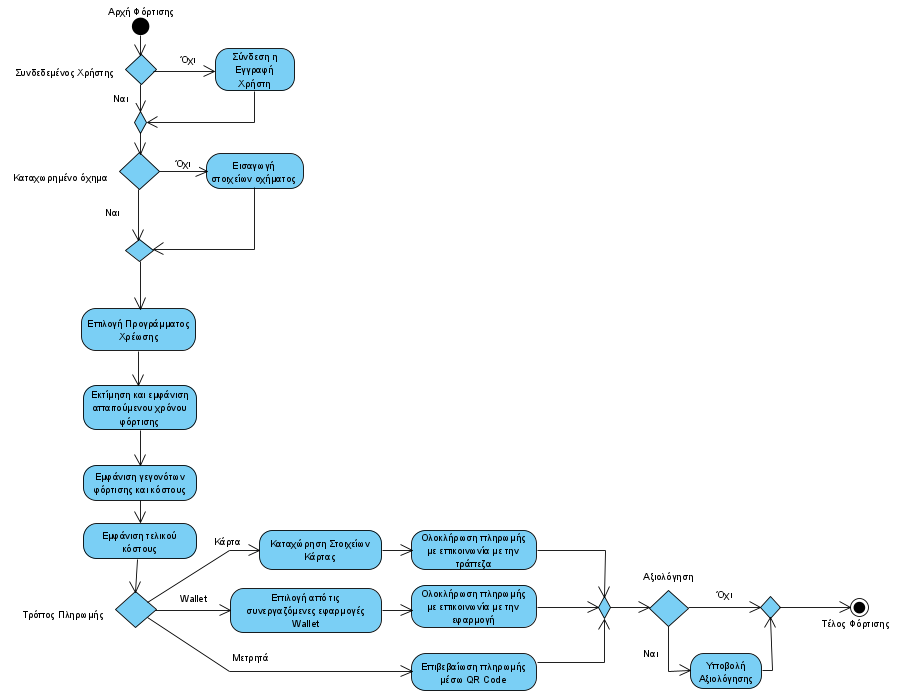 Αρχή Φόρτισης
Συνδεδεμένος Χρήστης
Όχι
Σύνδεση η
Εγγραφή
Χρήστη
Ναι
Καταχωρημένο όχημα
Όχι
Εισαγωγή
στοιχείων οχήματος
Ναι
Επιλογή Προγράμματος
Χρέωσης
Εκτίμηση και εμφάνιση
απαιτούμενου χρόνου
φόρτισης
Εμφάνιση γεγονότων
φόρτισης και κόστους
Εμφάνιση τελικού
κόστους
Τρόπος Πληρωμής
Κάρτα
Καταχώρηση Στοιχείων
Κάρτας
Ολοκλήρωση πληρωμής
με επικοινωνία με την
τράπεζα
Wallet
Επιλογή από τις
συνεργαζόμενες εφαρμογές
Wallet
Ολοκλήρωση πληρωμής
με επικοινωνία με την
εφαρμογή
Μετρητά
Επιβεβαίωση πληρωμής
μέσω QR Code
Αξιολόγηση
Όχι
Ναι
Υποβολή
Αξιολόγησης
Τέλος Φόρτισης